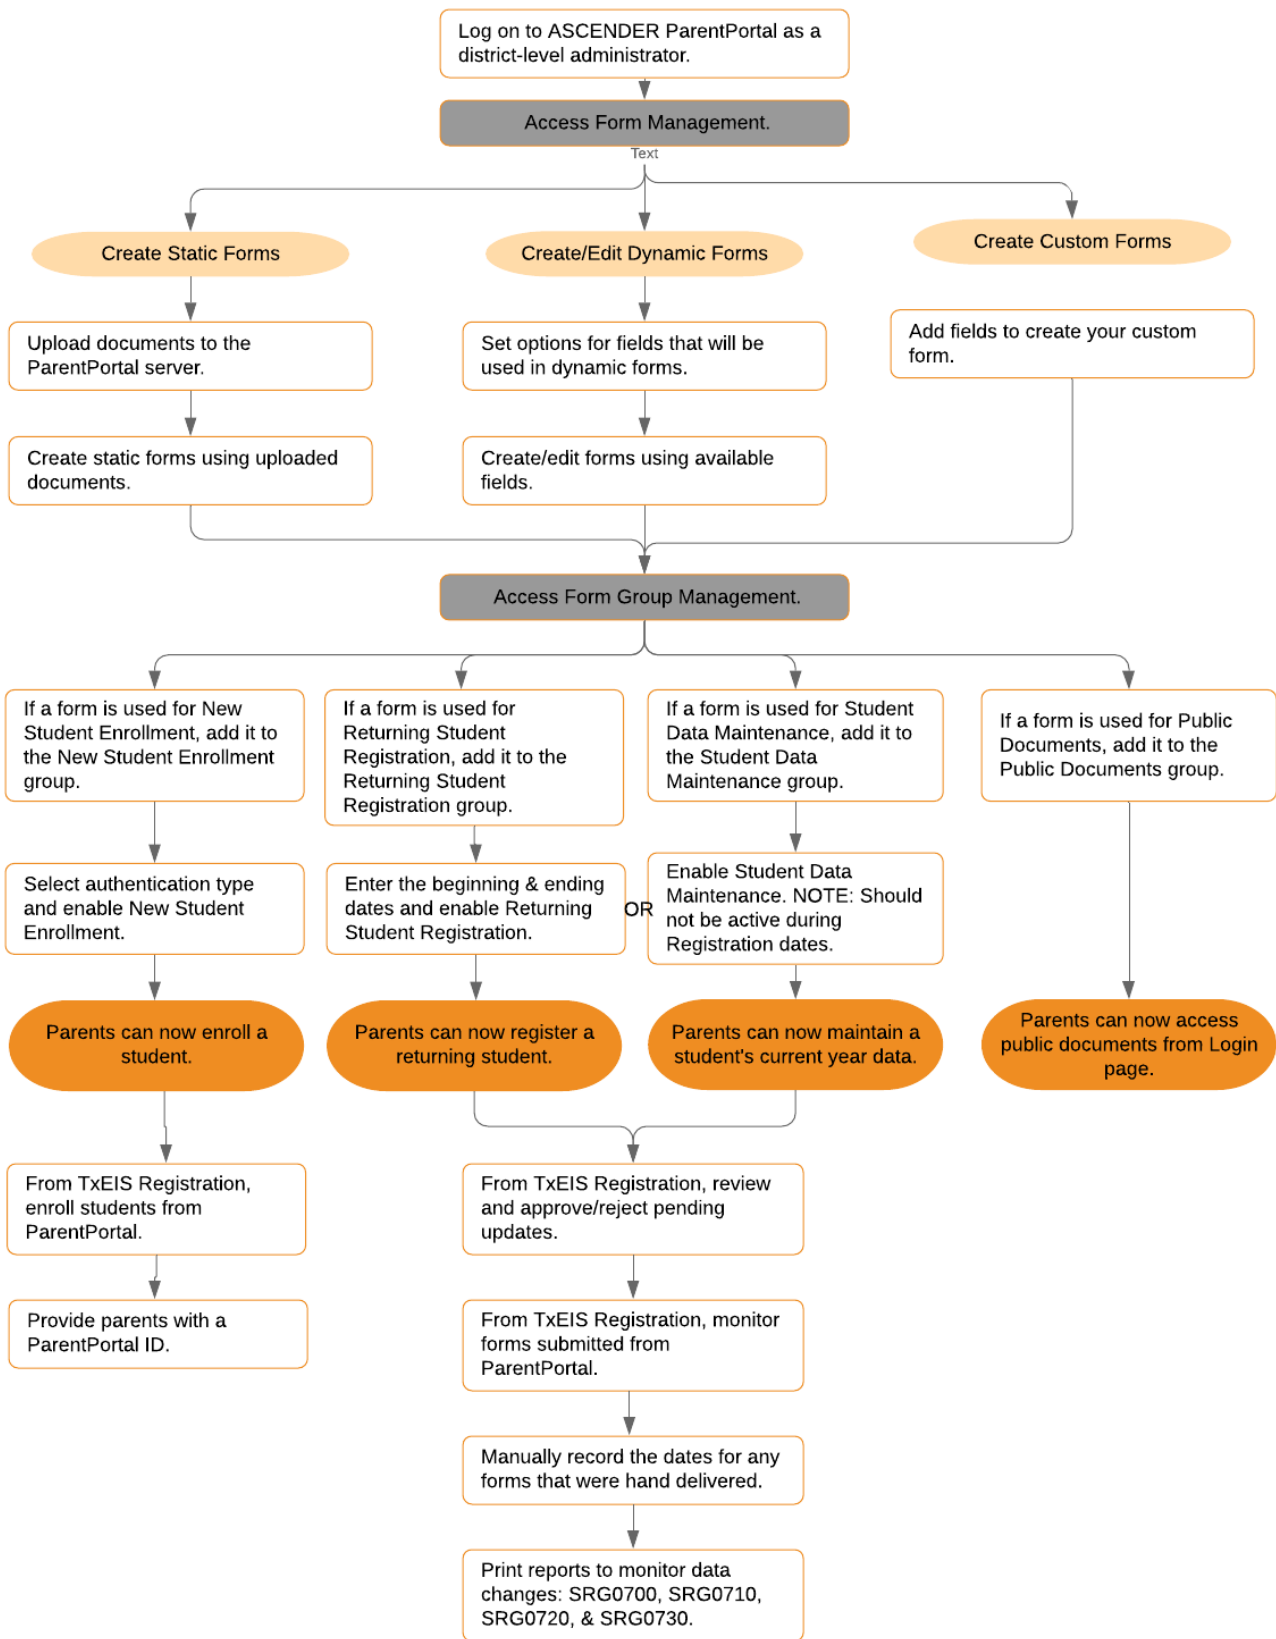 Log on to ASCENDER ParentPortal as a
district-level administrator.
Access Form Management.
Text
Create Static Forms
Create/Edit Dynamic Forms
Create Custom Forms
Upload documents to the
ParentPortal server.
Set options for fields that will be
used in dynamic forms.
Add fields to create your custom
form.
Create static forms using uploaded
documents.
Create/edit forms using available
fields.
Access Form Group Management.
If a form is used for New
Student Enrollment, add it to
the New Student Enrollment
group.
If a form is used for
Returning Student
Registration, add it to the
Returning Student
Registration group.
If a form is used for Student
Data Maintenance, add it to
the Student Data
Maintenance group.
If a form is used for Public
Documents, add it to the
Public Documents group.
Select authentication type
and enable New Student
Enrollment.
Enter the beginning & ending
dates and enable Returning
Student Registration.
OR
Enable Student Data
Maintenance. NOTE: Should
not be active during
Registration dates.
Parents can now enroll a
student.
Parents can now register a
returning student.
Parents can now maintain a
student's current year data.
Parents can now access
public documents from Login
page.
From TxEIS Registration,
enroll students from
ParentPortal.
From TxEIS Registration, review
and approve/reject pending
updates.
Provide parents with a
ParentPortal ID.
From TxEIS Registration, monitor
forms submitted from
ParentPortal.
Manually record the dates for any
forms that were hand delivered.
Print reports to monitor data
changes: SRG0700, SRG0710,
SRG0720, & SRG0730.